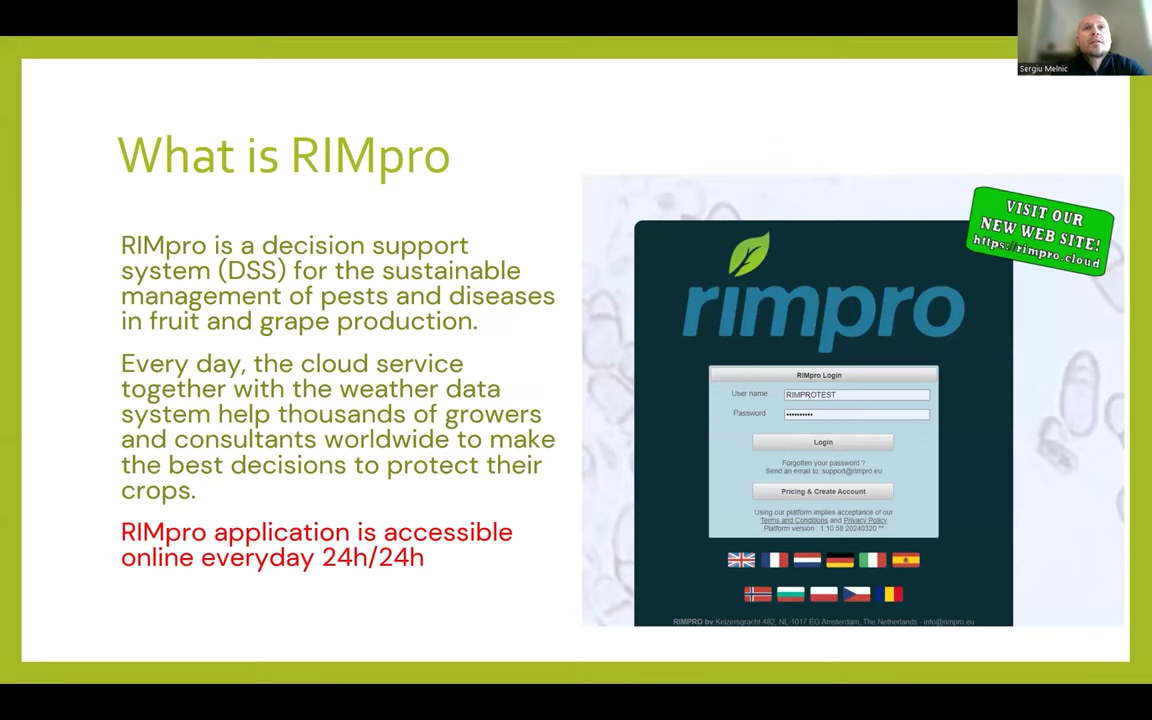 Sergiu Melnic
What is RIMpro
RIMpro is a decision support
system (DSS) for the sustainable
management of pests and diseases
in fruit and grape production.
Every day, the cloud service
together with the weather data
system help thousands of growers
and consultants worldwide to make
the best decisions to protect their
crops.
RIMpro application is accessible
online everyday 24h/24h
VISIT OUR
NEW WEB SITE!
https://rimpro.cloud
rimpro
RIMpro Login
User name
RIMPROTEST
Password
••••••••••
Login
Forgotten your password ?
Send an email to: support@rimpro.eu
Pricing & Create Account
Using our platform implies acceptance of our
Terms and Conditions and Privacy Policy
Platform version : 1.10.58 20240320 **
RIMPRO bv Keizersgracht 482, NL-1017 EG Amsterdam, The Netherlands - info@rimpro.eu